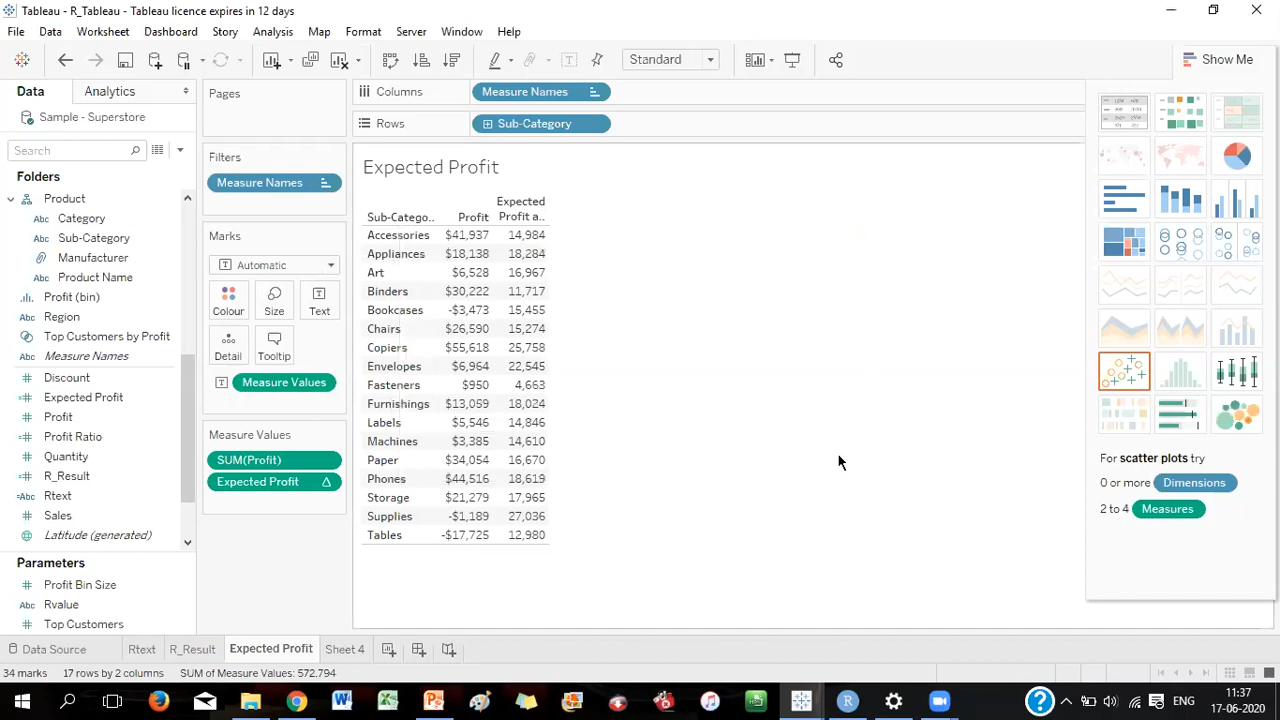 Tableau - R_Tableau - Tableau licence expires in 12 days
File Data Worksheet Dashboard Story Analysis Map Format Server Window Help
Standard
Show Me
Data Analytics
Sample - Superstore
Search
Folders
Product
Abc Category
Abc Sub-Category
Manufacturer
Abc Product Name
Profit (bin)
Abc Region
Top Customers by Profit
Abc Measure Names
Discount
Expected Profit
Profit
Profit Ratio
Quantity
R_Result
Abc Rtext
Sales
Latitude (generated)
Parameters
Profit Bin Size
Abc Rvalue
Top Customers
Pages
Filters
Measure Names
Marks
Automatic
Colour Size Text
Detail Tooltip
Measure Values
Measure Values
SUM(Profit)
Expected Profit
Columns Measure Names
Rows Sub-Category
Expected Profit
Sub-Catego.. Profit Expected Profit a..
Accessories $41,937 14,984
Appliances $18,138 18,284
Art $6,528 16,967
Binders $30,222 11,717
Bookcases -$3,473 15,455
Chairs $26,590 15,274
Copiers $55,618 25,758
Envelopes $6,964 22,545
Fasteners $950 4,663
Furnishings $13,059 18,024
Labels $5,546 14,846
Machines $3,385 14,610
Paper $34,054 16,670
Phones $44,516 18,619
Storage $21,279 17,965
Supplies -$1,189 27,036
Tables -$17,725 12,980
For scatter plots try
0 or more Dimensions
2 to 4 Measures
Data Source Rtext R_Result Expected Profit Sheet 4
34 marks 17 rows by 2 columns SUM of Measure Values: 572,794
ENG
11:37
17-06-2020